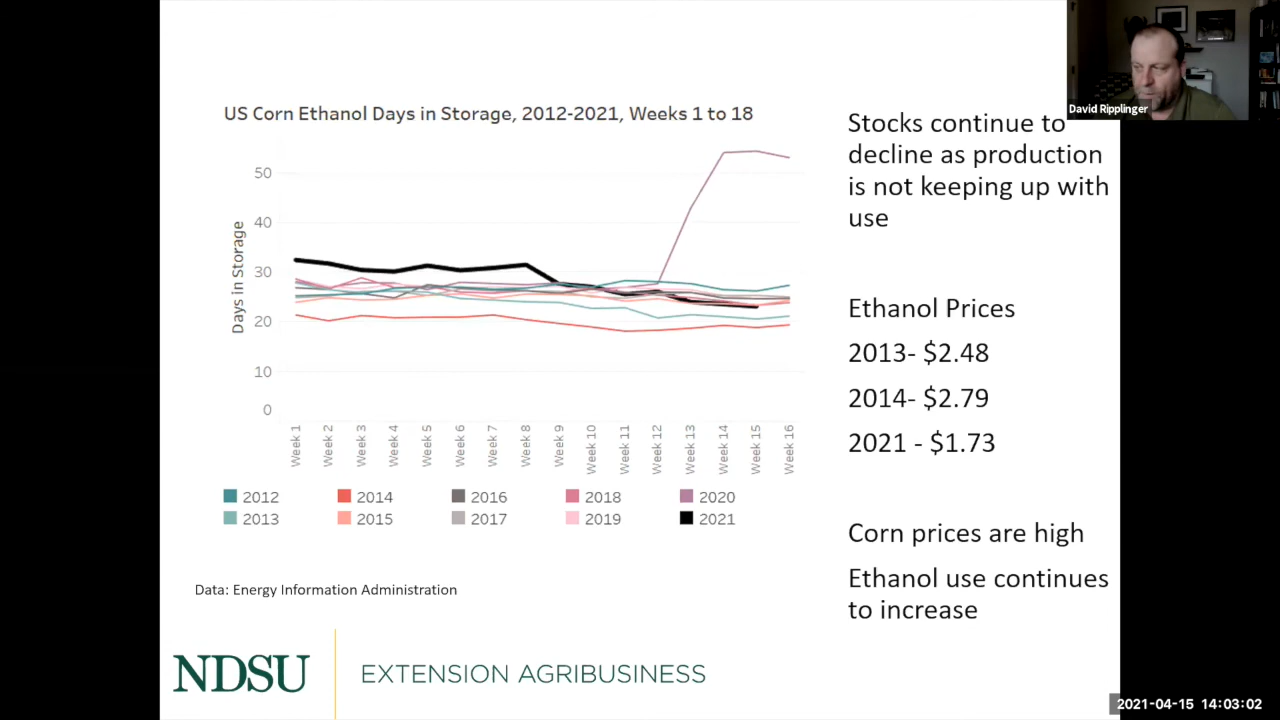 US Corn Ethanol Days in Storage, 2012-2021, Weeks 1 to 18
Days in Storage
50
40
30
20
10
0
Week 1
Week 2
Week 3
Week 4
Week 5
Week 6
Week 7
Week 8
Week 9
Week 10
Week 11
Week 12
Week 13
Week 14
Week 15
Week 16
2012
2014
2016
2018
2020
2013
2015
2017
2019
2021
Data: Energy Information Administration
David Ripplinger
Stocks continue to
decline as production
is not keeping up with
use
Ethanol Prices
2013- $2.48
2014- $2.79
2021 - $1.73
Corn prices are high
Ethanol use continues
to increase
NDSU
EXTENSION AGRIBUSINESS
2021-04-15 14:03:02